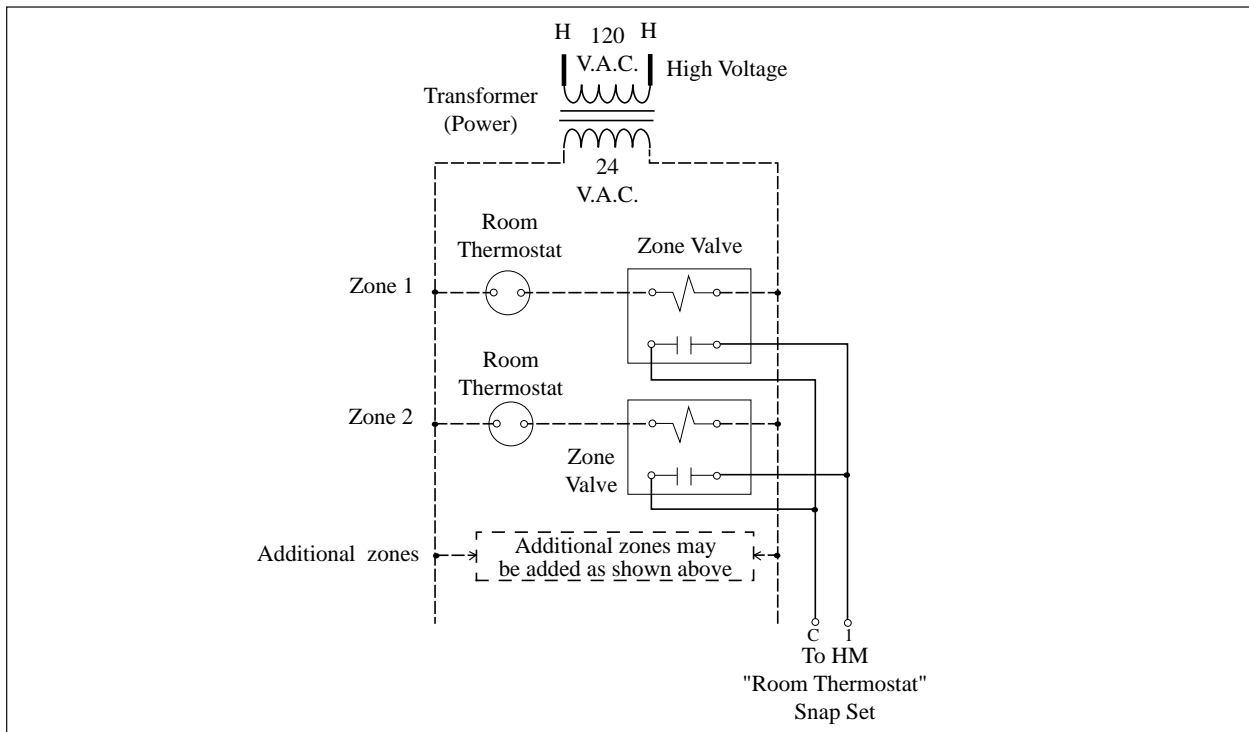 H 120 H
V.A.C.
High Voltage
Transformer
(Power)
24
V.A.C.
Room
Thermostat
Zone Valve
Zone 1
Room
Thermostat
Zone 2
Zone
Valve
Additional zones
Additional zones may
be added as shown above
C 1
To HM
"Room Thermostat"
Snap Set